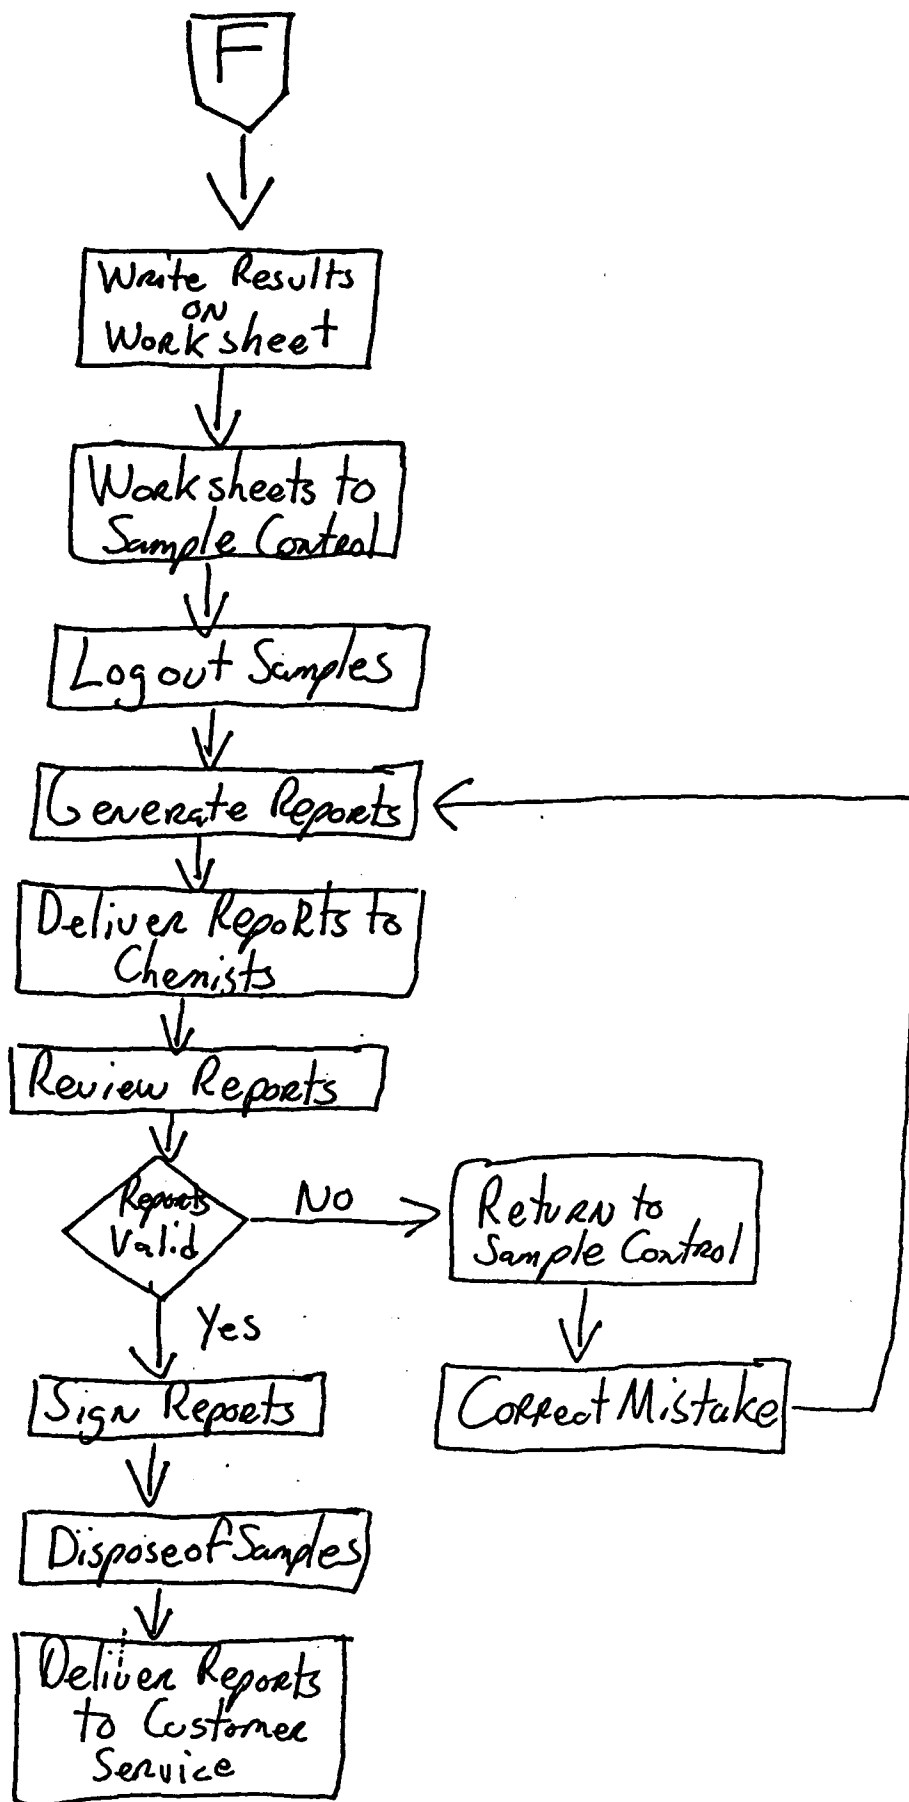 F
Write Results
on
Worksheet
Worksheets to
Sample Control
Logout Samples
Generate Reports
Deliver Reports to
Chemists
Review Reports
Reports
Valid
No
Return to
Sample Control
Yes
Correct Mistake
Sign Reports
Dispose of Samples
Deliver Reports
to Customer
Service